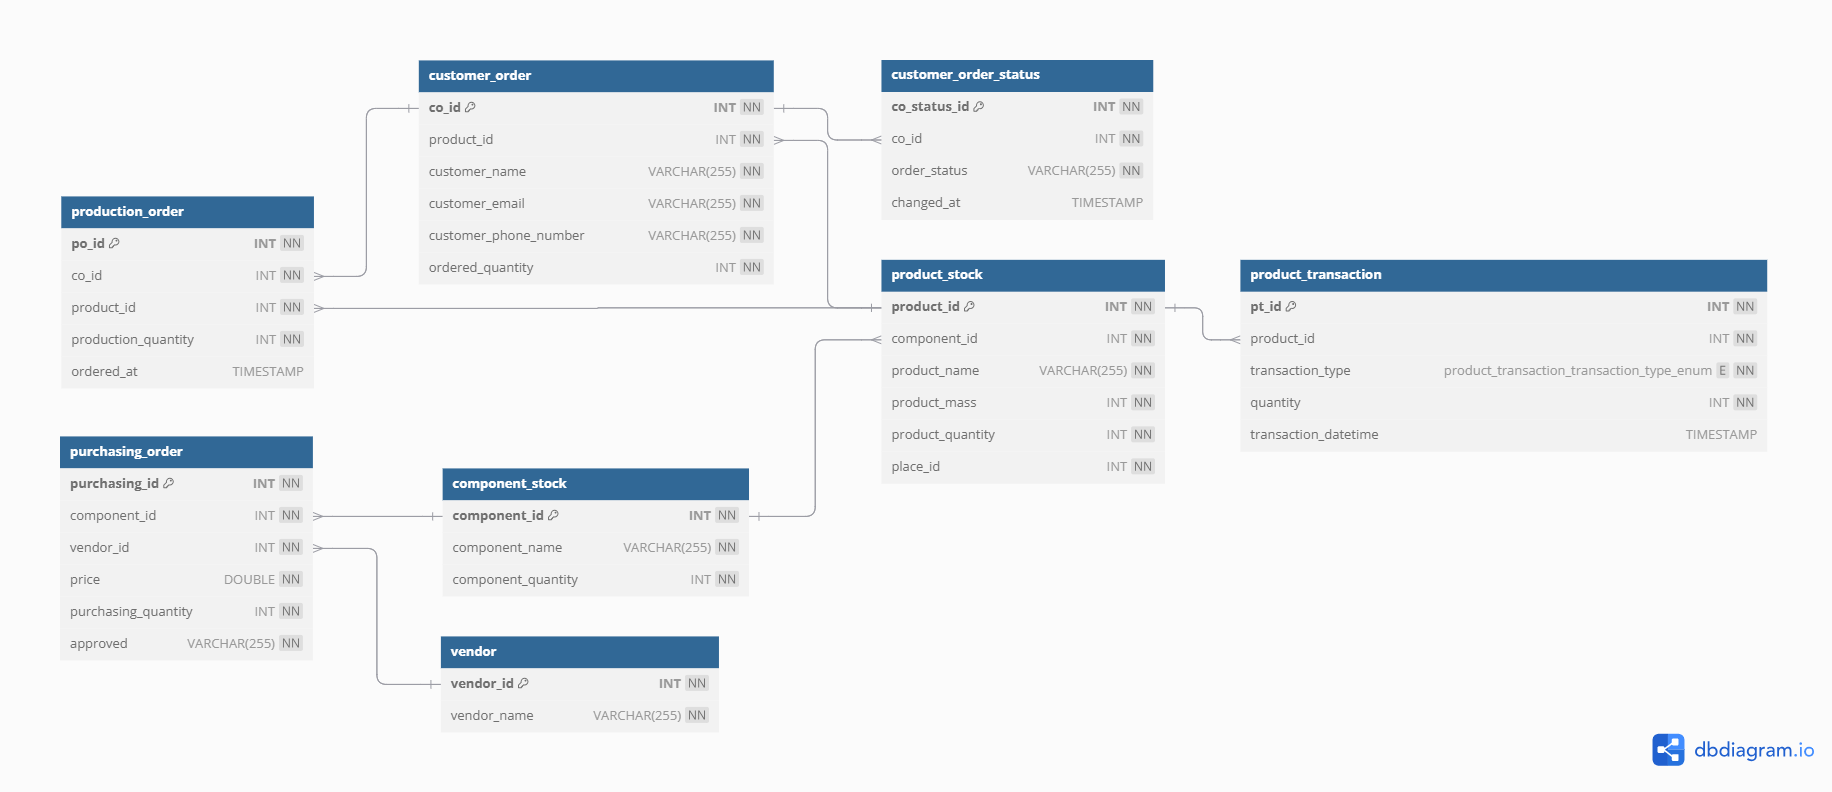 customer_order
co_id INT NN
product_id INT NN
customer_name VARCHAR(255) NN
customer_email VARCHAR(255) NN
customer_phone_number VARCHAR(255) NN
ordered_quantity INT NN
customer_order_status
co_status_id INT NN
co_id INT NN
order_status VARCHAR(255) NN
changed_at TIMESTAMP
production_order
po_id INT NN
co_id INT NN
product_id INT NN
production_quantity INT NN
ordered_at TIMESTAMP
product_stock
product_id INT NN
component_id INT NN
product_name VARCHAR(255) NN
product_mass INT NN
product_quantity INT NN
place_id INT NN
product_transaction
pt_id INT NN
product_id INT NN
transaction_type product_transaction_transaction_type_enum E NN
quantity INT NN
transaction_datetime TIMESTAMP
purchasing_order
purchasing_id INT NN
component_id INT NN
vendor_id INT NN
price DOUBLE NN
purchasing_quantity INT NN
approved VARCHAR(255) NN
component_stock
component_id INT NN
component_name VARCHAR(255) NN
component_quantity INT NN
vendor
vendor_id INT NN
vendor_name VARCHAR(255) NN
dbdiagram.io